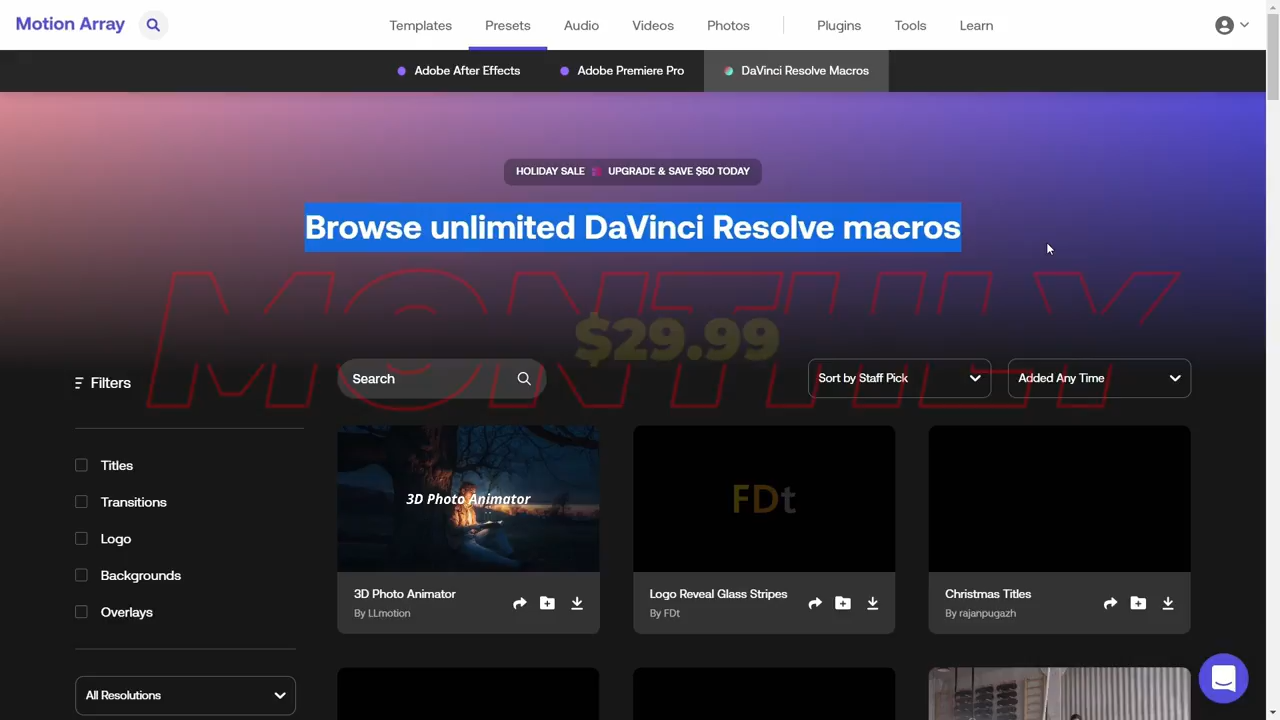 Motion Array
Templates
Presets
Audio
Videos
Photos
Plugins
Tools
Learn
Adobe After Effects
Adobe Premiere Pro
DaVinci Resolve Macros
HOLIDAY SALE UPGRADE & SAVE $60 TODAY
Browse unlimited DaVinci Resolve macros
MONTHLY
$29.99
Filters
Search
Sort by Staff Pick
Added Any Time
Titles
Transitions
Logo
Backgrounds
Overlays
All Resolutions
3D Photo Animator
3D Photo Animator
By LLmotion
FDt
Logo Reveal Glass Stripes
By FDt
Christmas Titles
By rajanpugazh